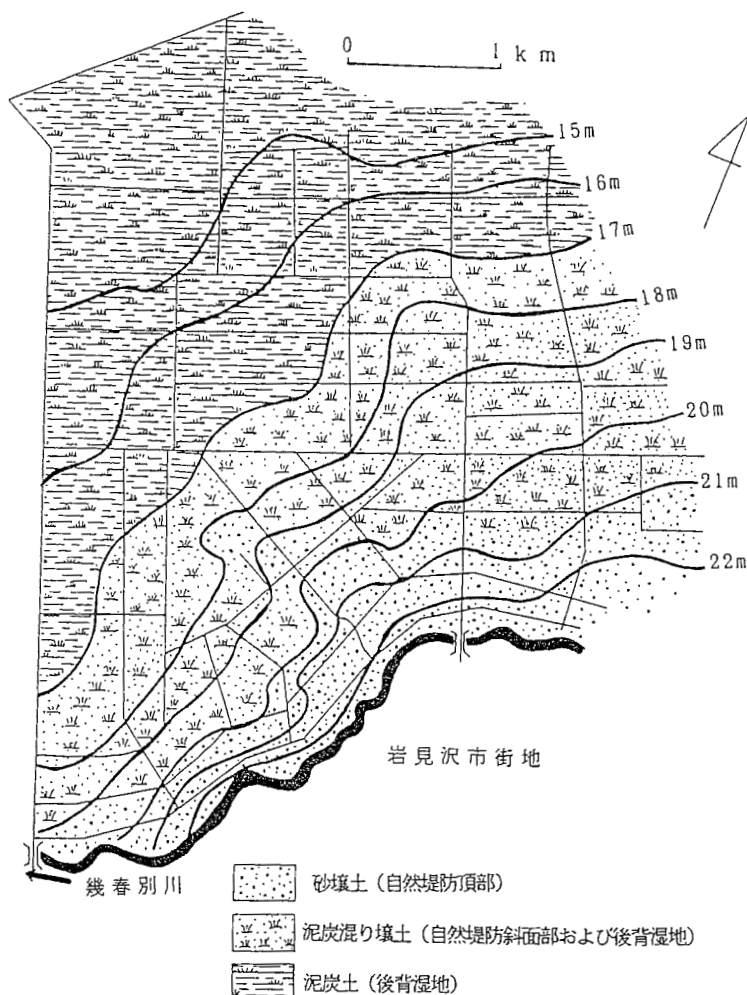 0 1 km
15m
16m
17m
18m
19m
20m
21m
22m
岩見沢市街地
幾春別川
砂壌土（自然堤防頂部）
泥炭混り壌土（自然堤防斜面部および後背湿地）
泥炭土（後背湿地）